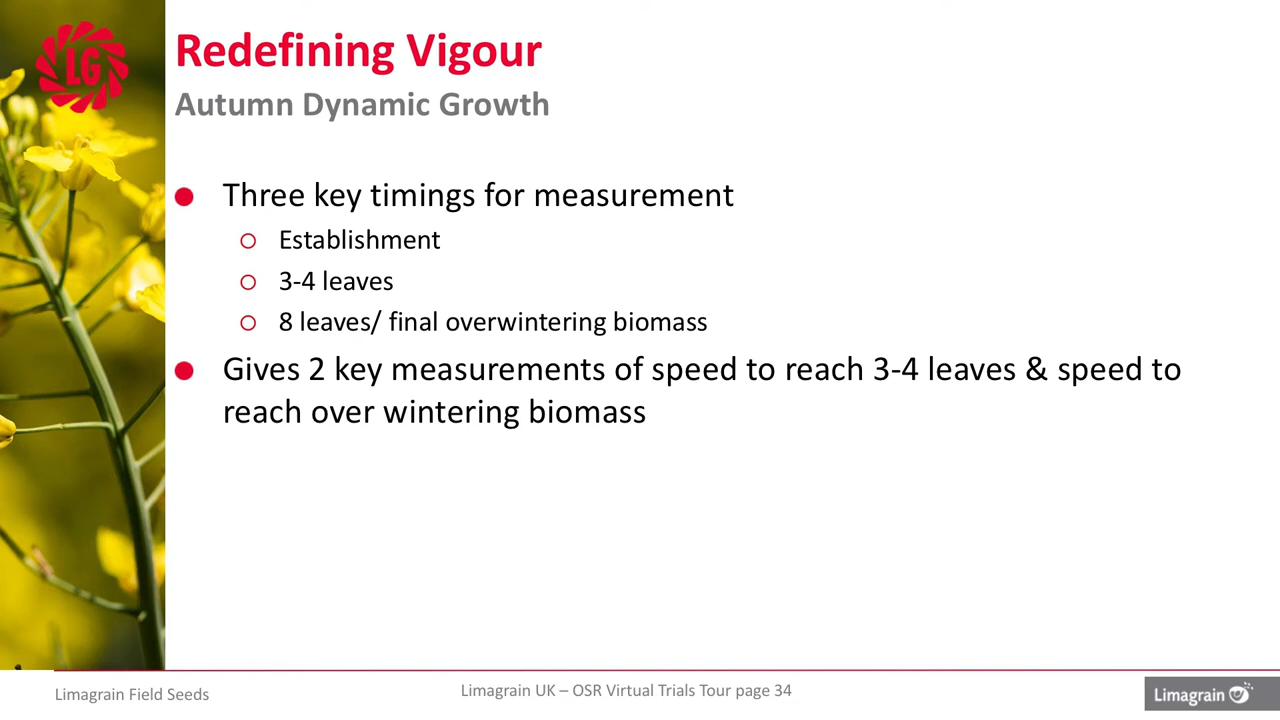 LG
Redefining Vigour
Autumn Dynamic Growth
Three key timings for measurement
Establishment
3-4 leaves
8 leaves/ final overwintering biomass
Gives 2 key measurements of speed to reach 3-4 leaves & speed to
reach over wintering biomass
Limagrain Field Seeds
Limagrain UK – OSR Virtual Trials Tour page 34
Limagrain